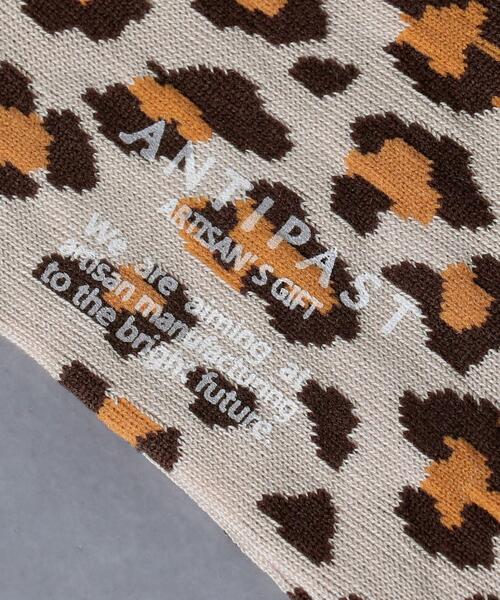 ANTIPAST
ARTISAN'S GIFT
We are aiming at
artisan manufacturing
to the bright future.